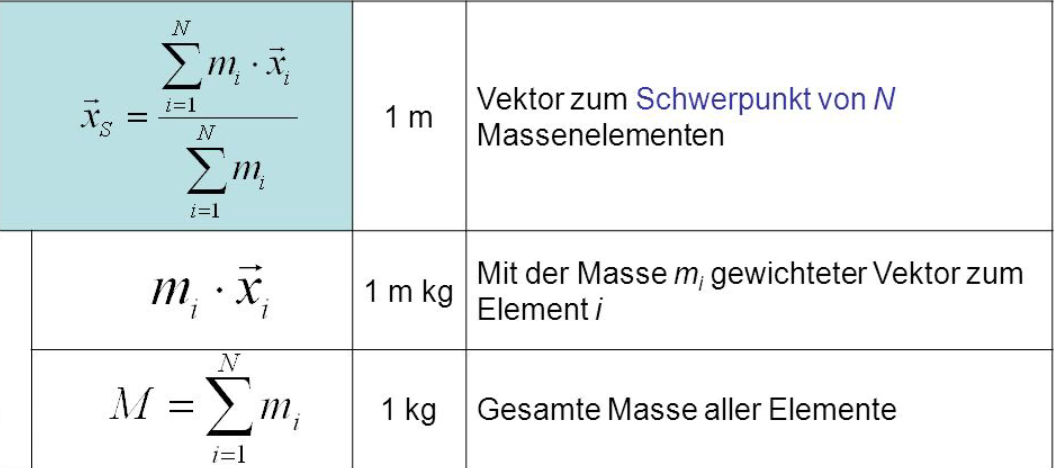 $\vec{x}_S = \frac{\sum_{i=1}^{N} m_i \cdot \vec{x}_i}{\sum_{i=1}^{N} m_i}$
1 m
Vektor zum Schwerpunkt von N
Massenelementen
$m_i \cdot \vec{x}_i$
1 m kg
Mit der Masse $m_i$ gewichteter Vektor zum
Element i
$M = \sum_{i=1}^{N} m_i$
1 kg
Gesamte Masse aller Elemente